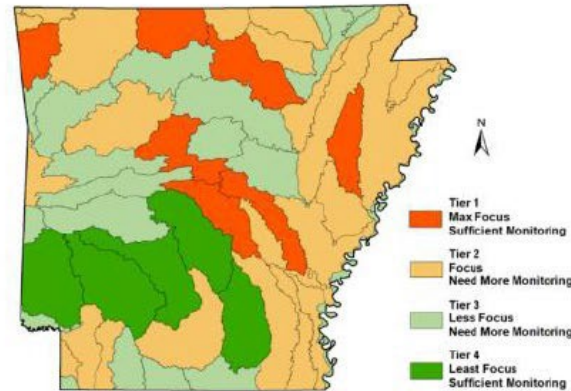 N
Tier 1
Max Focus
Sufficient Monitoring
Tier 2
Focus
Need More Monitoring
Tier 3
Less Focus
Need More Monitoring
Tier 4
Least Focus
Sufficient Monitoring